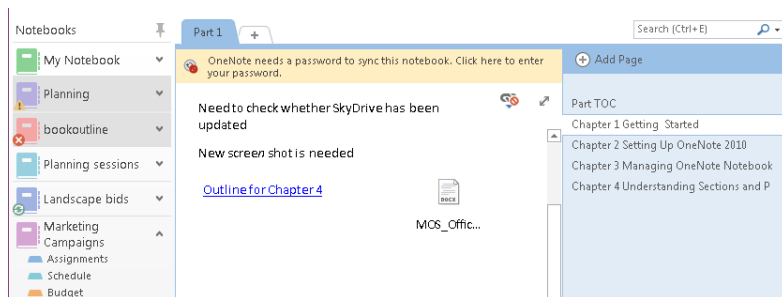 Notebooks
My Notebook
Planning
bookoutline
Planning sessions
Landscape bids
Marketing
Campaigns
Assignments
Schedule
Budget
Part 1
+
Search (Ctrl+E)
OneNote needs a password to sync this notebook. Click here to enter
your password.
Need to check whether SkyDrive has been
updated
New screen shot is needed
Outline for Chapter 4
DOCX
MOS_Offic...
Add Page
Part TOC
Chapter 1 Getting Started
Chapter 2 Setting Up OneNote 2010
Chapter 3 Managing OneNote Notebook
Chapter 4 Understanding Sections and P